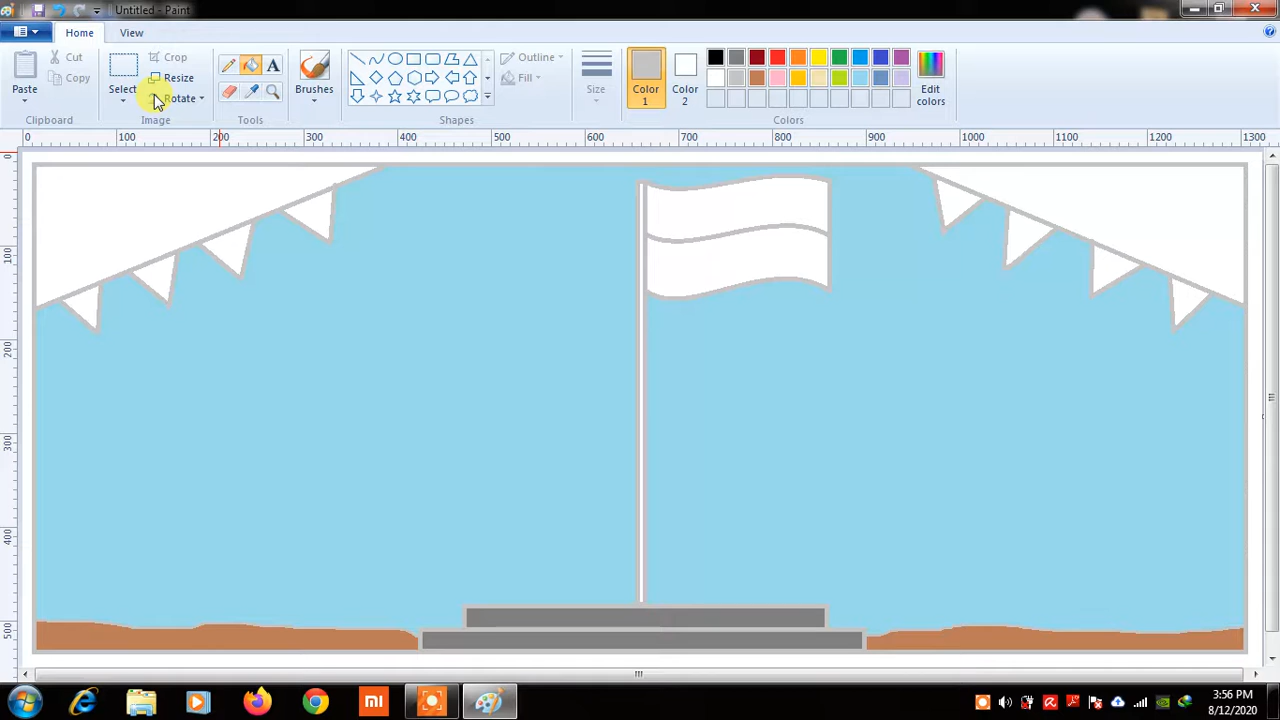 Untitled - Paint
Home View
Paste Cut Copy Clipboard
Select Crop Resize Rotate Image
A Tools
Brushes
Shapes
Outline Fill
Size
Color 1
Color 2
Edit colors
Colors
0 100 200 300 400 500 600 700 800 900 1000 1100 1200 1300
0
100
200
300
400
500
mi
3:56 PM
8/12/2020